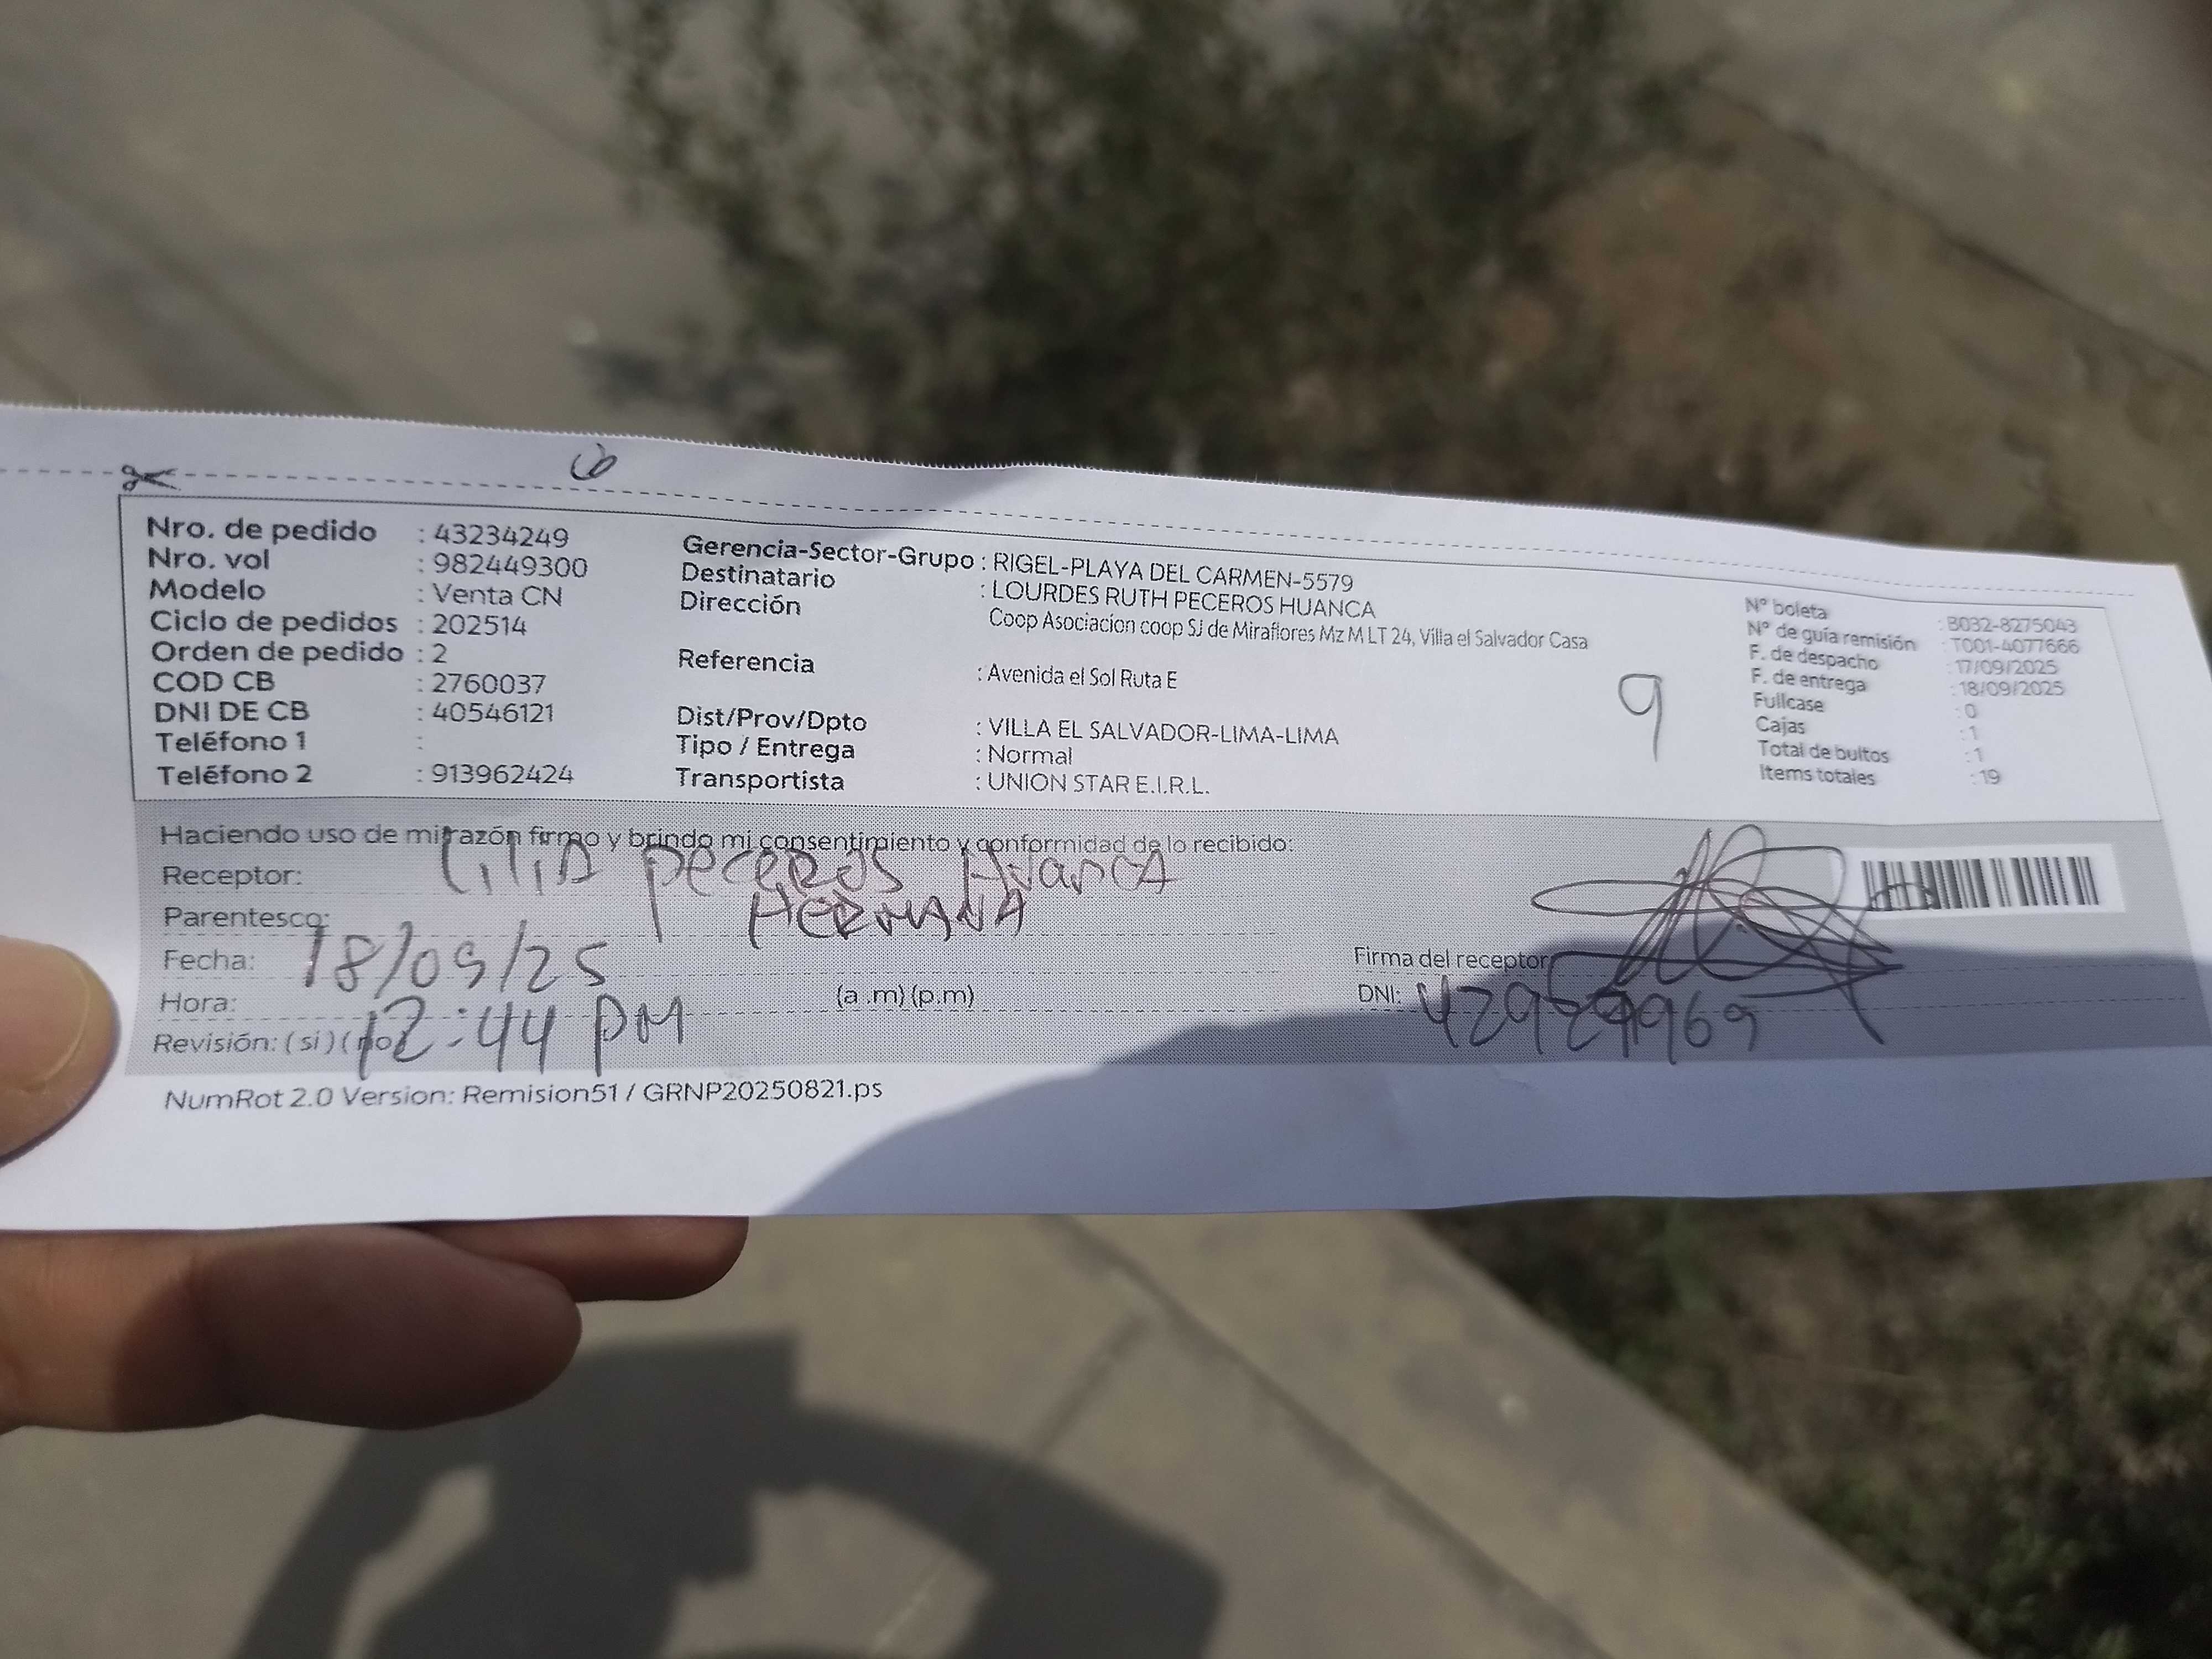 6
Nro. de pedido : 43234249
Nro. vol : 982449300
Modelo : Venta CN
Ciclo de pedidos : 202514
Orden de pedido : 2
COD CB : 2760037
DNI DE CB : 40546121
Teléfono 1 :
Teléfono 2 : 913962424
Gerencia-Sector-Grupo : RIGEL-PLAYA DEL CARMEN-5579
Destinatario : LOURDES RUTH PECEROS HUANCA
Dirección
Coop Asociacion coop SJ de Miraflores Mz M LT 24, Villa el Salvador Casa
Referencia : Avenida el Sol Ruta E
Dist/Prov/Dpto : VILLA EL SALVADOR-LIMA-LIMA
Tipo / Entrega : Normal
Transportista : UNION STAR E.I.R.L.
9
N° boleta : B032-8275043
N° de guía remisión : T001-4077666
F. de despacho : 17/09/2025
F. de entrega : 18/09/2025
Fullcase : 0
Cajas : 1
Total de bultos : 1
Items totales : 19
Haciendo uso de mi razón firmo y brindo mi consentimiento y conformidad de lo recibido:
Receptor: Lilia Peceros Huanca
Parentesco: HERMANA
Fecha: 18/09/25
Hora: 12:44 PM (a .m) (p.m)
Revisión: ( si ) ( no )
Firma del receptor
DNI:
NumRot 2.0 Version: Remision51 / GRNP20250821.ps